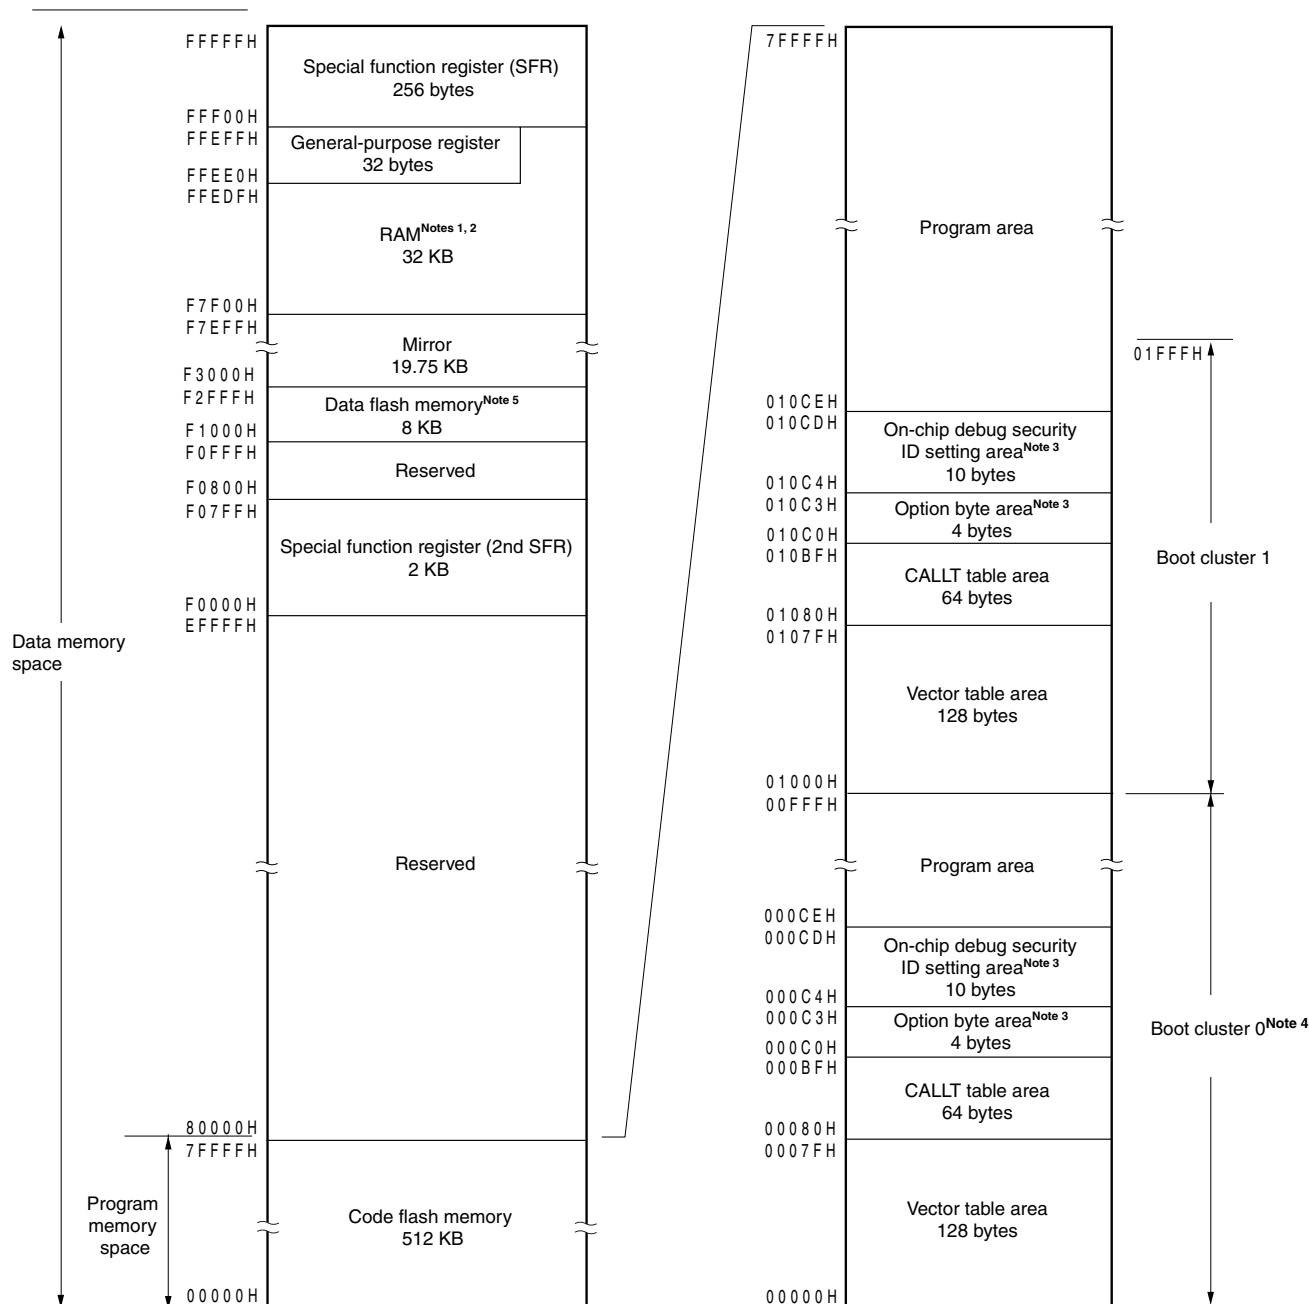 FFFFFH
Special function register (SFR)
256 bytes
FFF00H
FFEFFH
General-purpose register
32 bytes
FFEE0H
FFEDFH
RAMNotes 1, 2
32 KB
F7F00H
F7EFFH
Mirror
19.75 KB
F3000H
F2FFFH
Data flash memoryNote 5
8 KB
F1000H
F0FFFH
Reserved
F0800H
F07FFH
Special function register (2nd SFR)
2 KB
F0000H
EFFFFH
Data memory
space
Reserved
80000H
7FFFFH
Program
memory
space
Code flash memory
512 KB
00000H
7FFFFH
Program area
01FFFH
010CEH
010CDH
On-chip debug security
ID setting areaNote 3
10 bytes
010C4H
010C3H
Option byte areaNote 3
4 bytes
010C0H
010BFH
Boot cluster 1
CALLT table area
64 bytes
01080H
0107FH
Vector table area
128 bytes
01000H
00FFFH
Program area
000CEH
000CDH
On-chip debug security
ID setting areaNote 3
10 bytes
000C4H
000C3H
Option byte areaNote 3
4 bytes
Boot cluster 0Note 4
000C0H
000BFH
CALLT table area
64 bytes
00080H
0007FH
Vector table area
128 bytes
00000H